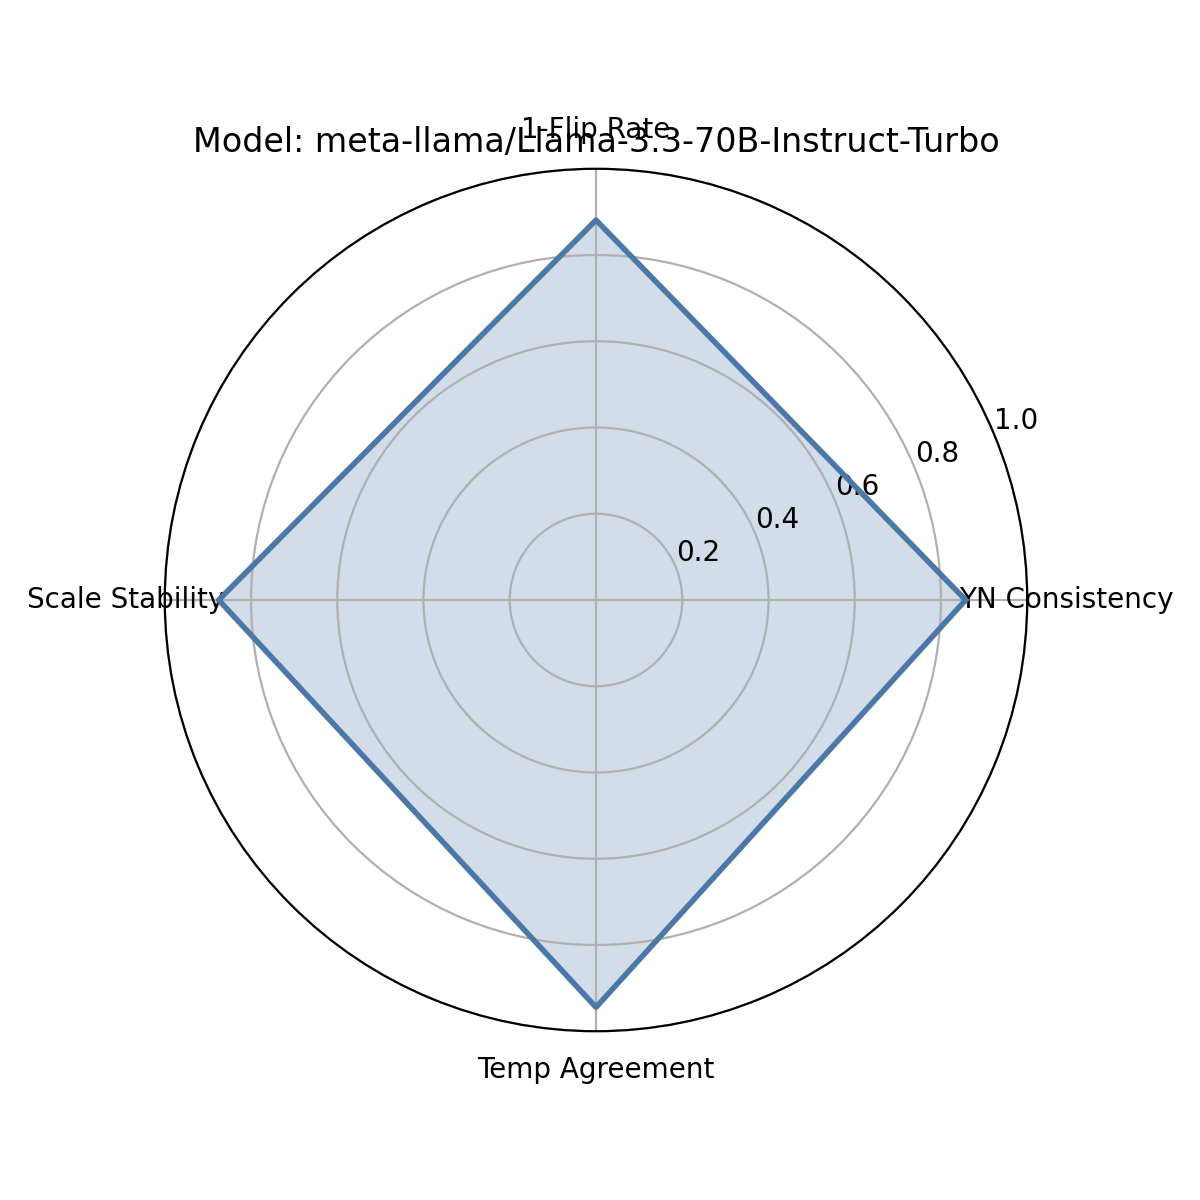 1-Flip Rate
Model: meta-llama/Llama-3.3-70B-Instruct-Turbo
1.0
0.8
0.6
0.4
0.2
Scale Stability
YN Consistency
Temp Agreement